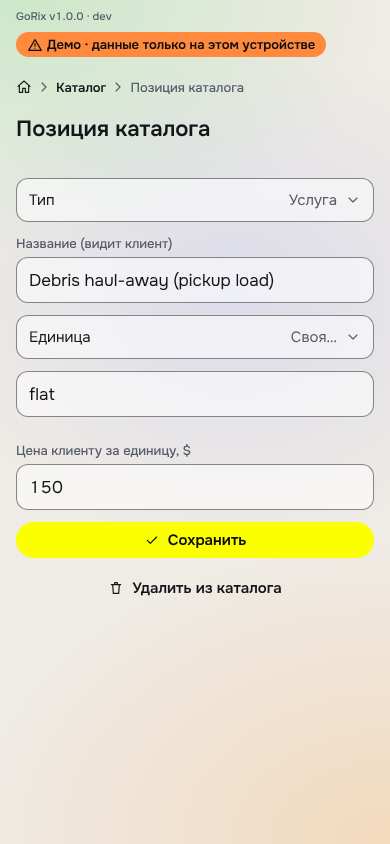 GoRix v1.0.0 · dev
Демо · данные только на этом устройстве
Каталог > Позиция каталога
Позиция каталога
Тип Услуга
Название (видит клиент)
Debris haul-away (pickup load)
Единица Своя...
flat
Цена клиенту за единицу, $
150
Сохранить
Удалить из каталога